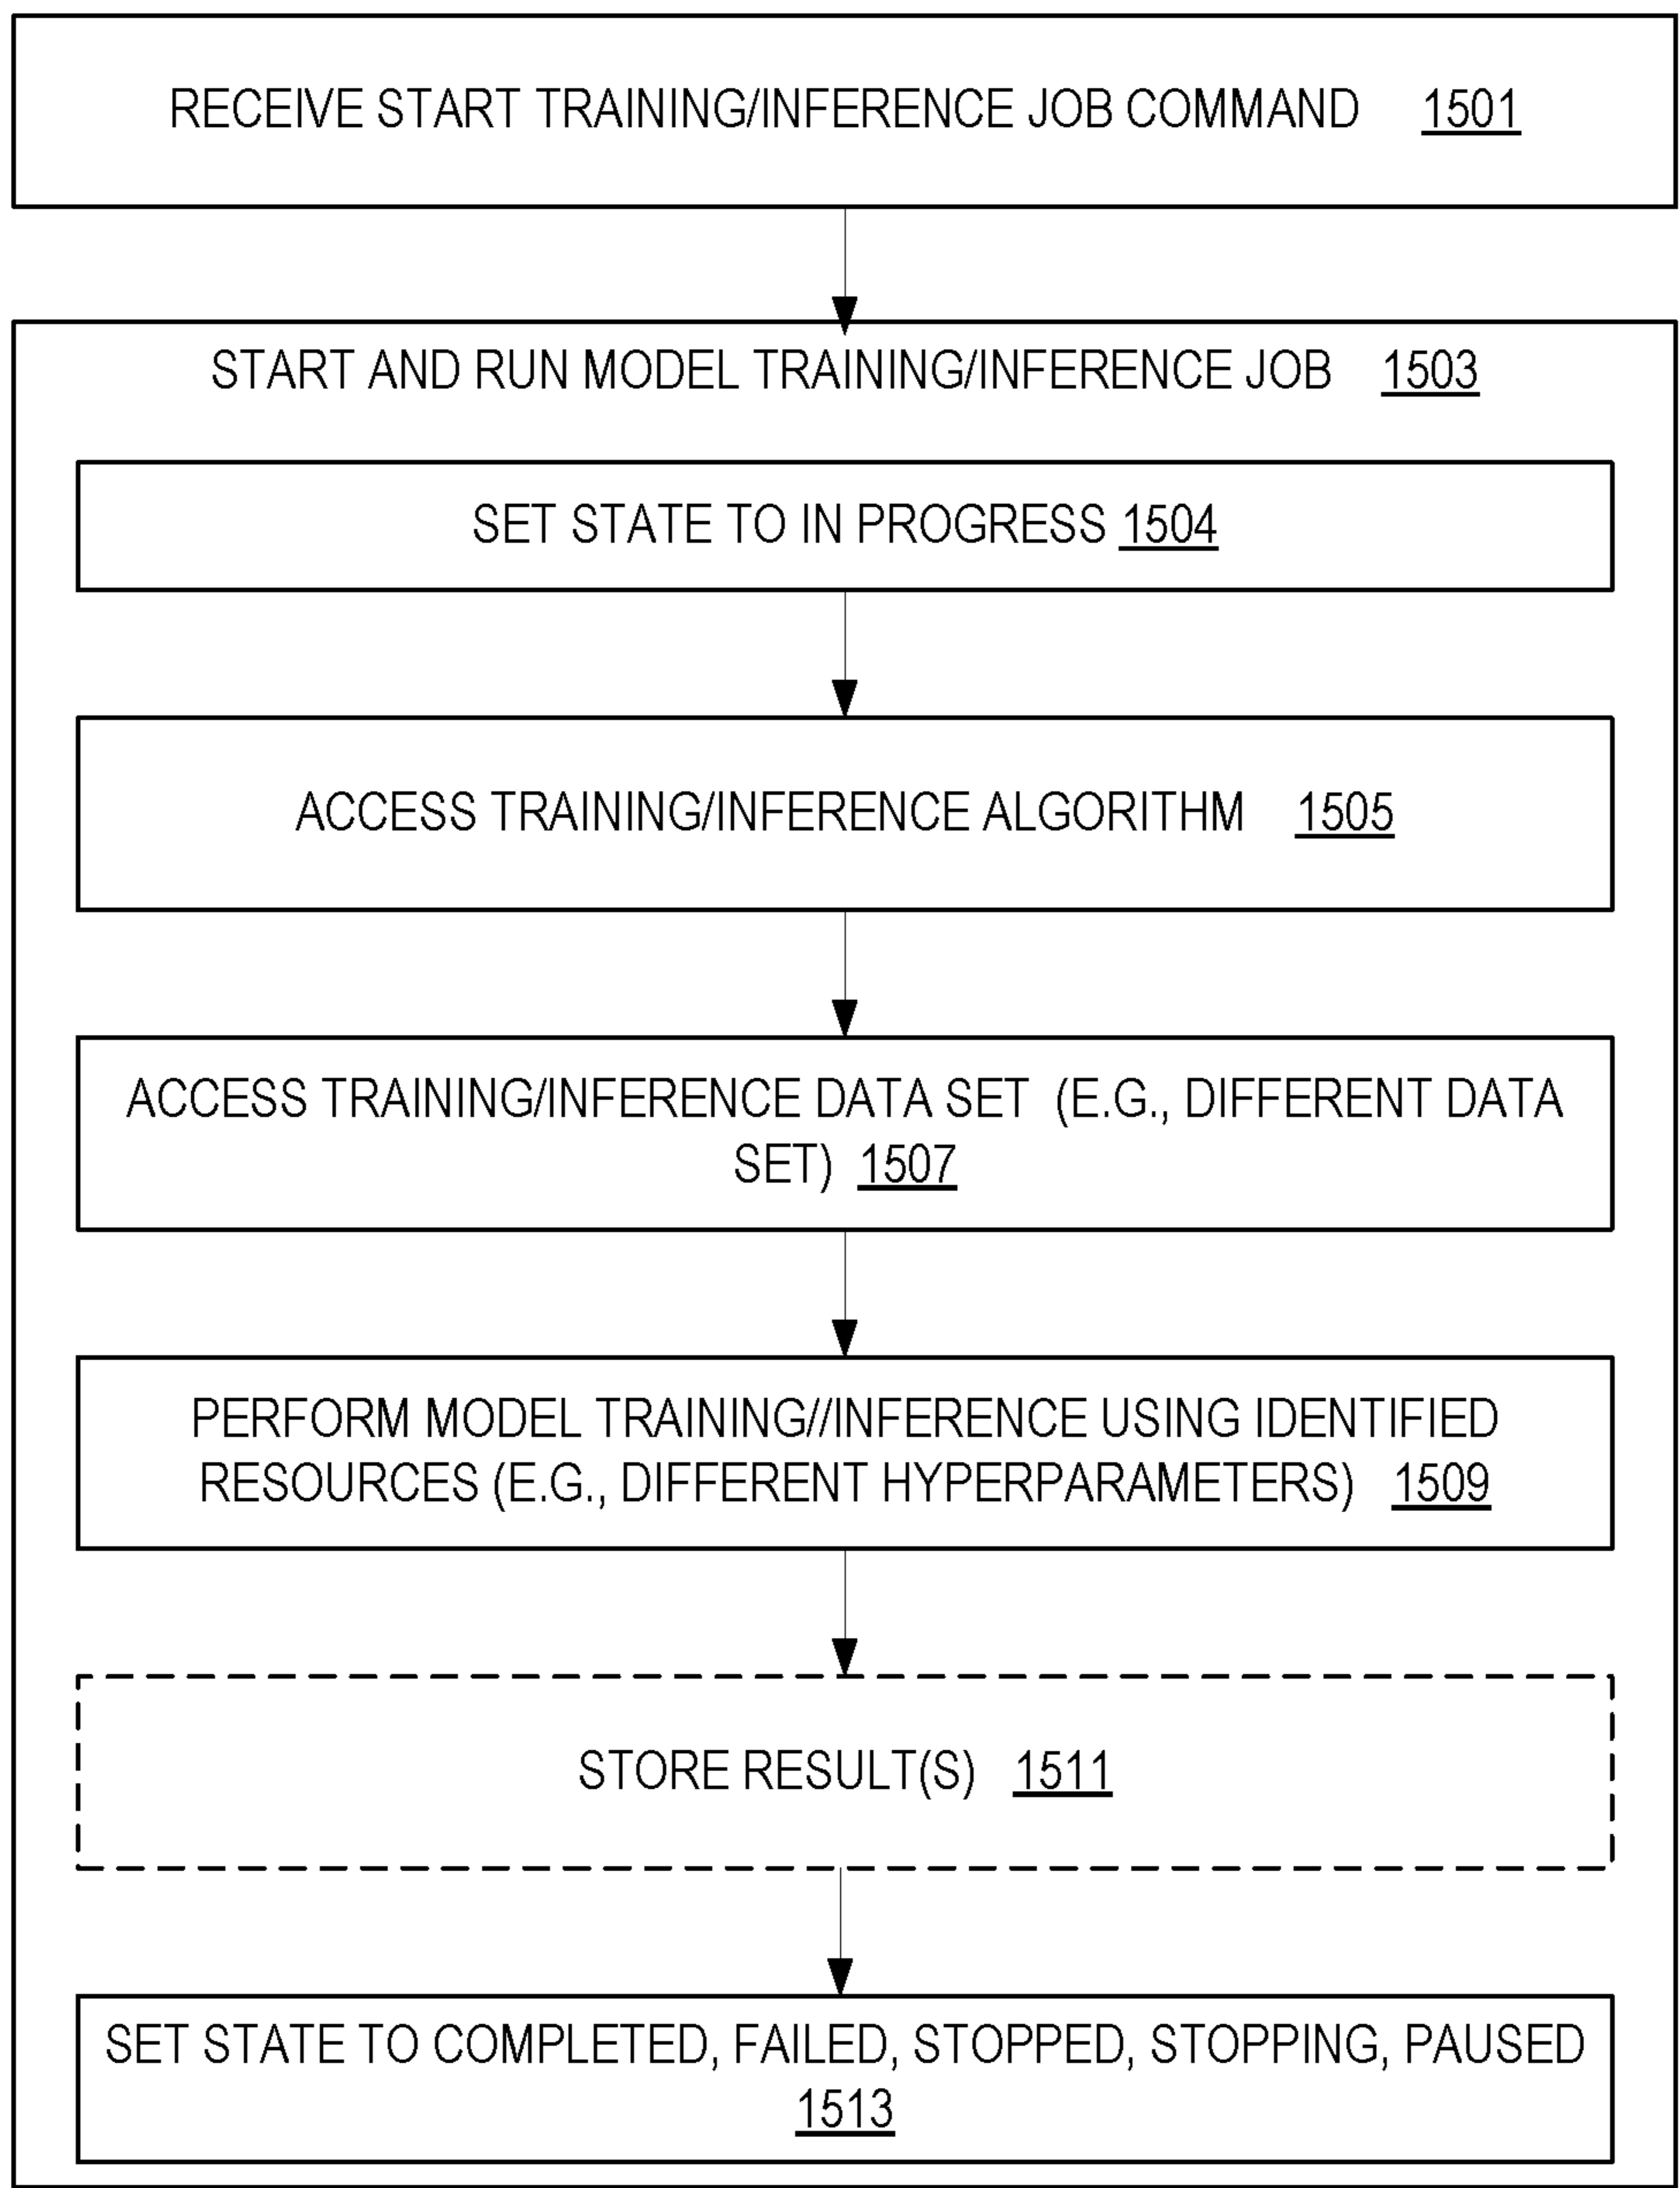 RECEIVE START TRAINING/INFERENCE JOB COMMAND 1501
START AND RUN MODEL TRAINING/INFERENCE JOB 1503
SET STATE TO IN PROGRESS 1504
ACCESS TRAINING/INFERENCE ALGORITHM 1505
ACCESS TRAINING/INFERENCE DATA SET (E.G., DIFFERENT DATA
SET) 1507
PERFORM MODEL TRAINING//INFERENCE USING IDENTIFIED
RESOURCES (E.G., DIFFERENT HYPERPARAMETERS) 1509
STORE RESULT(S) 1511
SET STATE TO COMPLETED, FAILED, STOPPED, STOPPING, PAUSED
1513